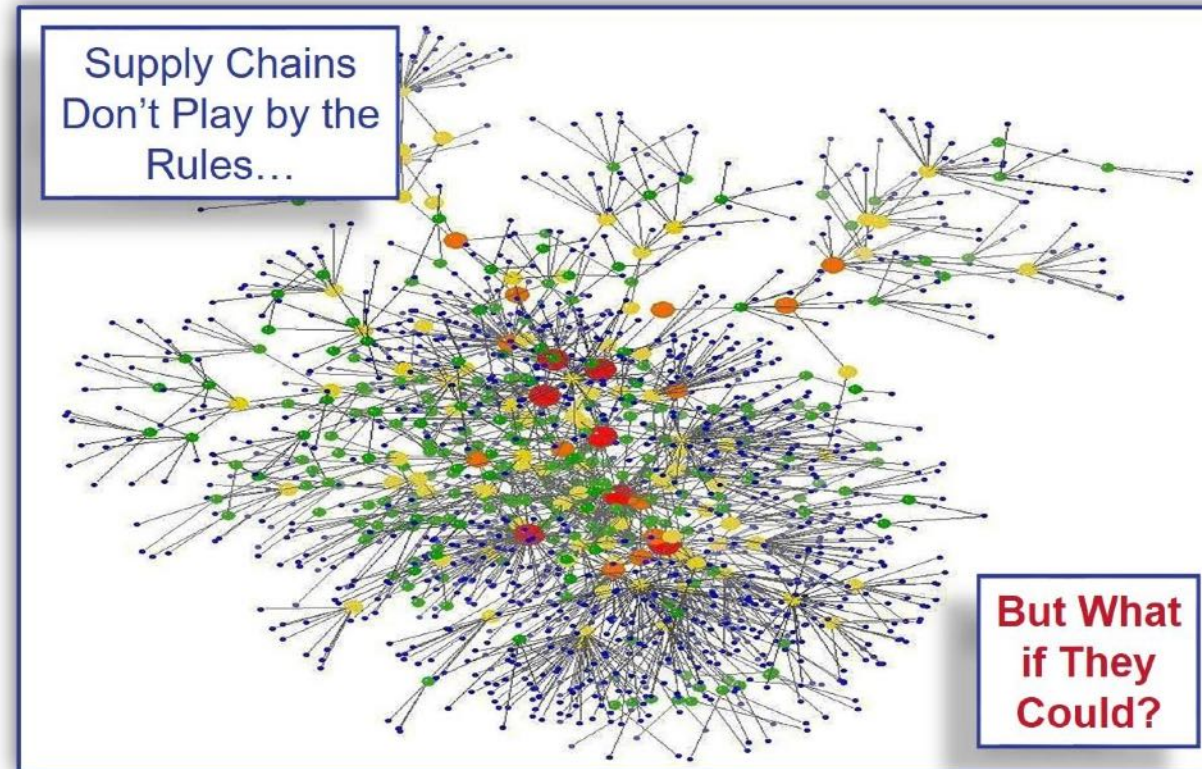 Supply Chains
Don’t Play by the
Rules…
But What
if They
Could?